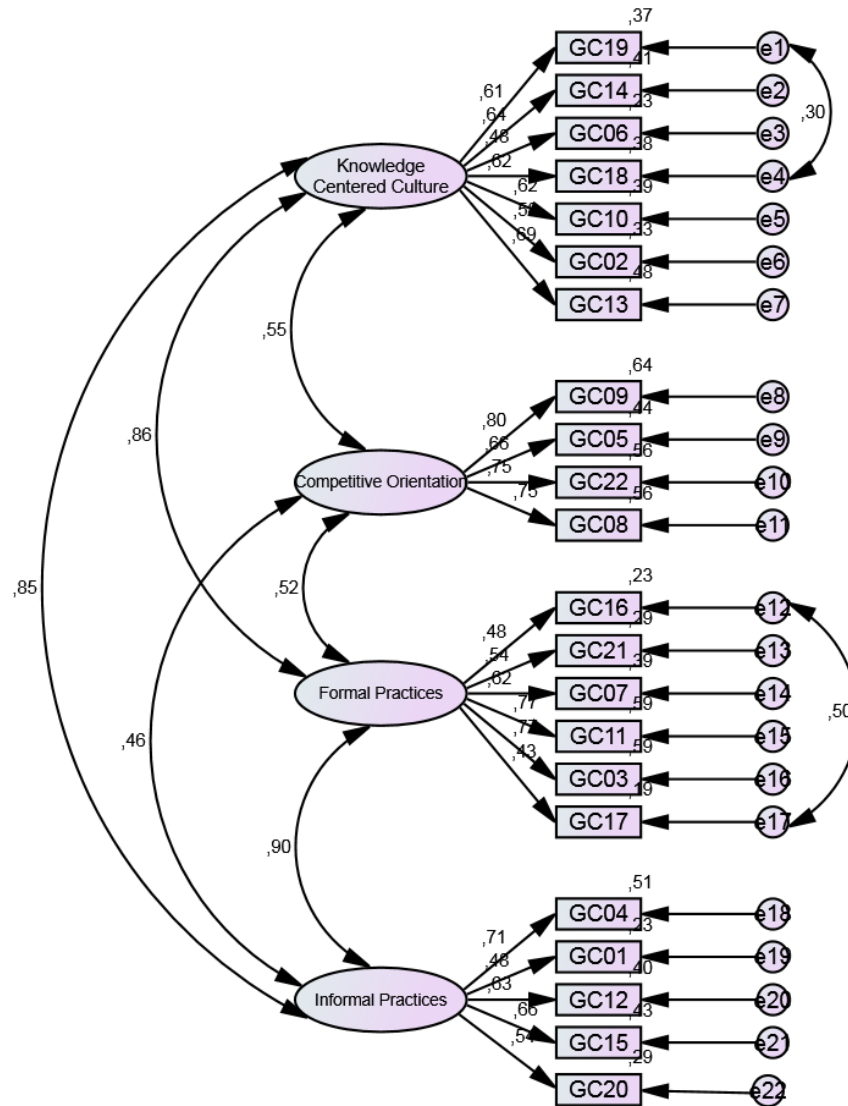 ,37
GC19
e1
,61
,41
GC14
e2
,64
,23
GC06
e3
,48
,38
GC18
e4
,62
,39
GC10
e5
,62
,33
GC02
e6
,48
GC13
e7
,69
,30
Knowledge
Centered Culture
,55
,86
,85
,64
GC09
e8
,80
,44
GC05
e9
,66
,56
GC22
e10
,75
,56
GC08
e11
,75
Competitive Orientation
,52
,46
,23
GC16
e12
,48
,29
GC21
e13
,54
,39
GC07
e14
,62
,59
GC11
e15
,77
,59
GC03
e16
,77
,19
GC17
e17
,43
,50
Formal Practices
,90
,51
GC04
e18
,71
,23
GC01
e19
,48
,40
GC12
e20
,63
,43
GC15
e21
,66
,29
GC20
e22
,54
Informal Practices